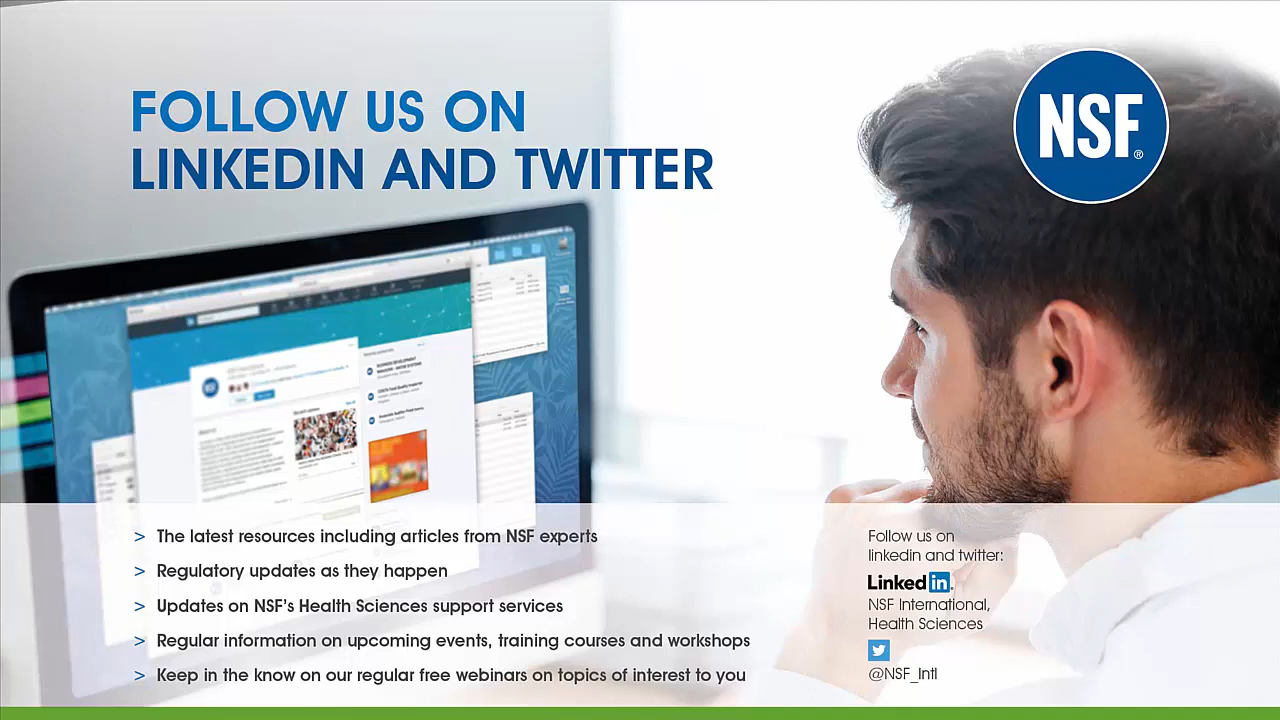 FOLLOW US ON
LINKEDIN AND TWITTER
NSF®
> The latest resources including articles from NSF experts
> Regulatory updates as they happen
> Updates on NSF's Health Sciences support services
> Regular information on upcoming events, training courses and workshops
> Keep in the know on our regular free webinars on topics of interest to you
Follow us on
linkedin and twitter:
Linked in.
NSF International,
Health Sciences
@NSF_Intl